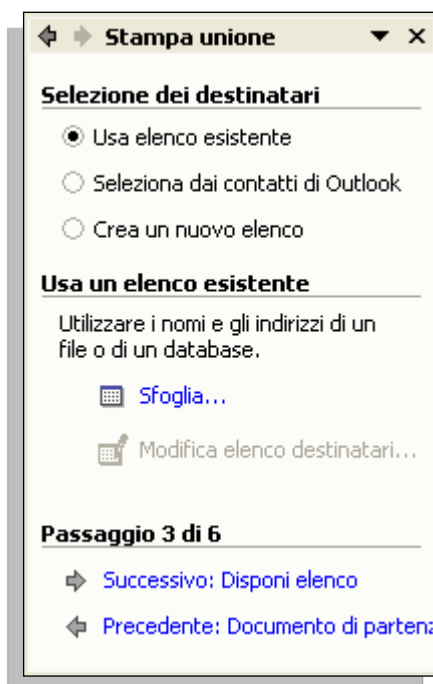 Stampa unione
Selezione dei destinatari
Usa elenco esistente
Seleziona dai contatti di Outlook
Crea un nuovo elenco
Usa un elenco esistente
Utilizzare i nomi e gli indirizzi di un
file o di un database.
Sfoglia...
Modifica elenco destinatari...
Passaggio 3 di 6
Successivo: Disponi elenco
Precedente: Documento di partenz